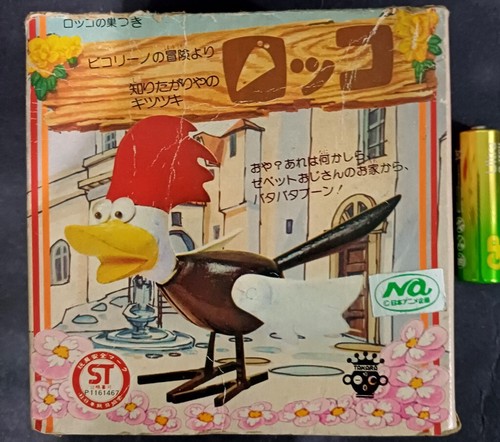 ロッコの巣つき
ピコリーノの冒険より
ロッコ
知りたがりやの
キツツキ
おや?あれは何かしら、
ゼペットおじさんのお家から、
パタパタプーン!
Na
©日本アニメ企画
ST
P1161467
TAKARA